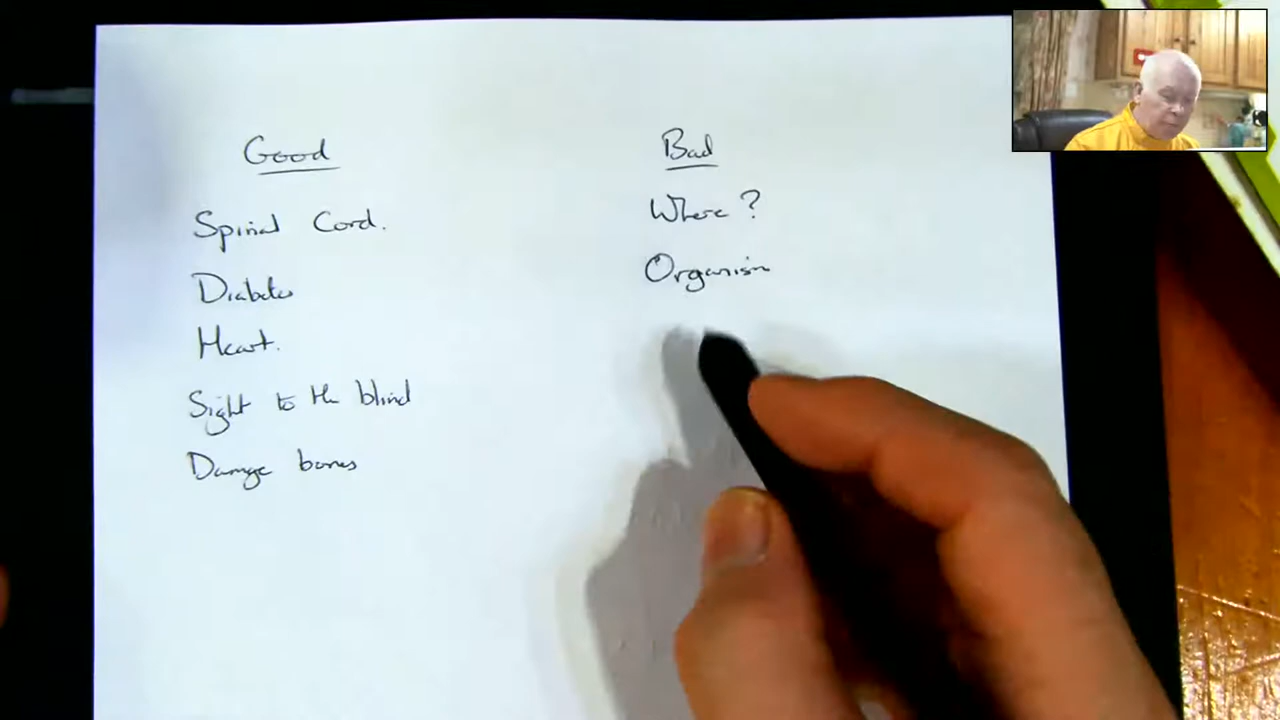 Good
Spinal Cord.
Diabetes
Heart.
Sight to the blind
Damage bones
Bad
Where?
Organism